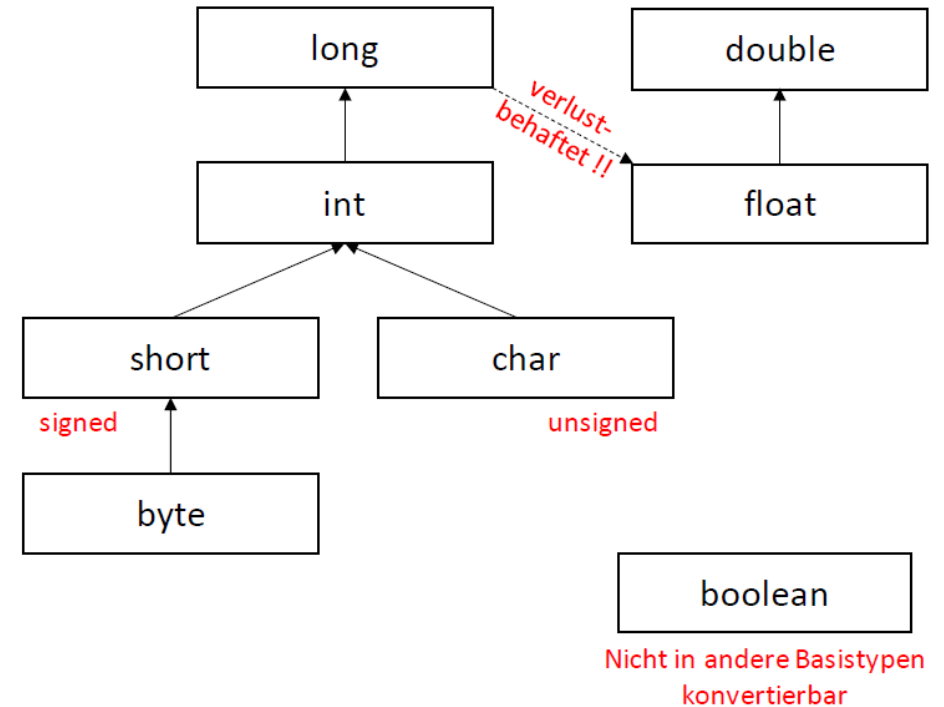 long
double
verlust-
behaftet !!
int
float
short
char
signed
unsigned
byte
boolean
Nicht in andere Basistypen
konvertierbar